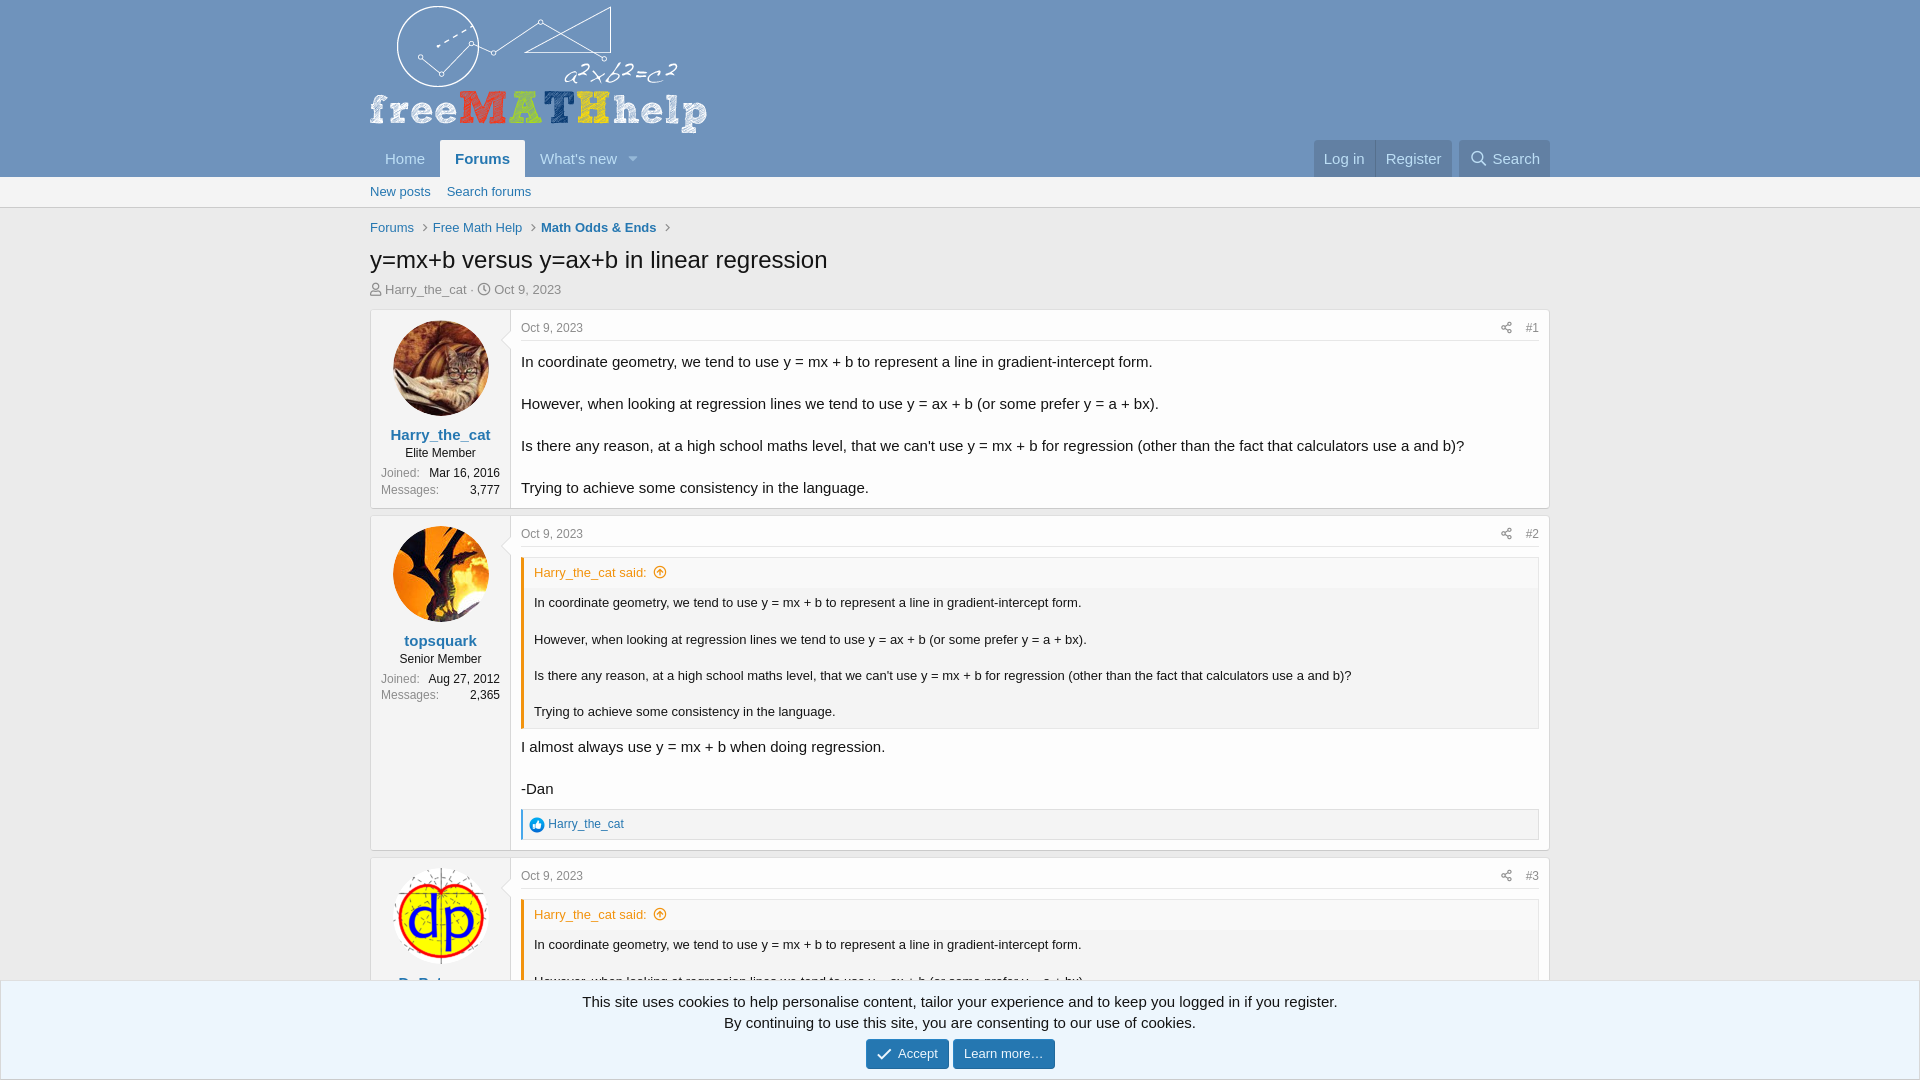 a²xb²=c²
freeMATHhelp
Home
Forums
What's new
Log in
Register
Search
New posts
Search forums
Forums
Free Math Help
Math Odds & Ends
y=mx+b versus y=ax+b in linear regression
Harry_the_cat · Oct 9, 2023
Harry_the_cat
Elite Member
Joined: Mar 16, 2016
Messages: 3,777
Oct 9, 2023
#1
In coordinate geometry, we tend to use y = mx + b to represent a line in gradient-intercept form.
However, when looking at regression lines we tend to use y = ax + b (or some prefer y = a + bx).
Is there any reason, at a high school maths level, that we can't use y = mx + b for regression (other than the fact that calculators use a and b)?
Trying to achieve some consistency in the language.
topsquark
Senior Member
Joined: Aug 27, 2012
Messages: 2,365
Oct 9, 2023
#2
Harry_the_cat said:
In coordinate geometry, we tend to use y = mx + b to represent a line in gradient-intercept form.
However, when looking at regression lines we tend to use y = ax + b (or some prefer y = a + bx).
Is there any reason, at a high school maths level, that we can't use y = mx + b for regression (other than the fact that calculators use a and b)?
Trying to achieve some consistency in the language.
I almost always use y = mx + b when doing regression.
-Dan
Harry_the_cat
dp
Oct 9, 2023
#3
Harry_the_cat said:
In coordinate geometry, we tend to use y = mx + b to represent a line in gradient-intercept form.
This site uses cookies to help personalise content, tailor your experience and to keep you logged in if you register.
By continuing to use this site, you are consenting to our use of cookies.
Accept
Learn more…